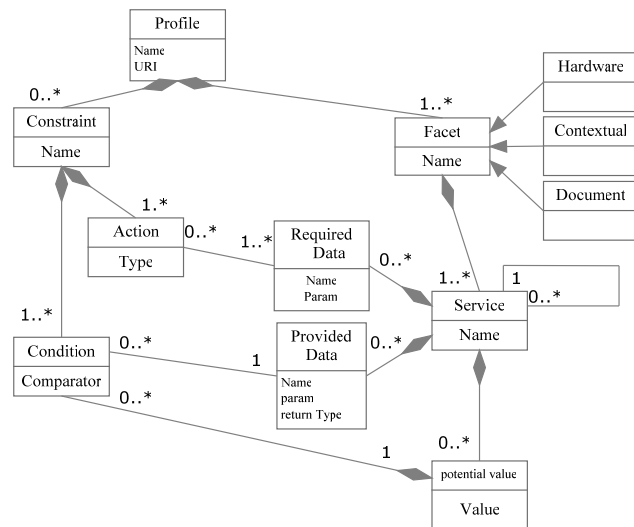 Profile
Name
URI
0..*
1..*
Hardware
Constraint
Name
Facet
Name
Contextual
Document
1.*
Action
Type
0..*
1..*
Required
Data
Name
Param
0..*
1..*
Service
Name
1
0..*
1..*
Condition
Comparator
0..*
0..*
1
Provided
Data
Name
param
return Type
0..*
1
0..*
potential value
Value